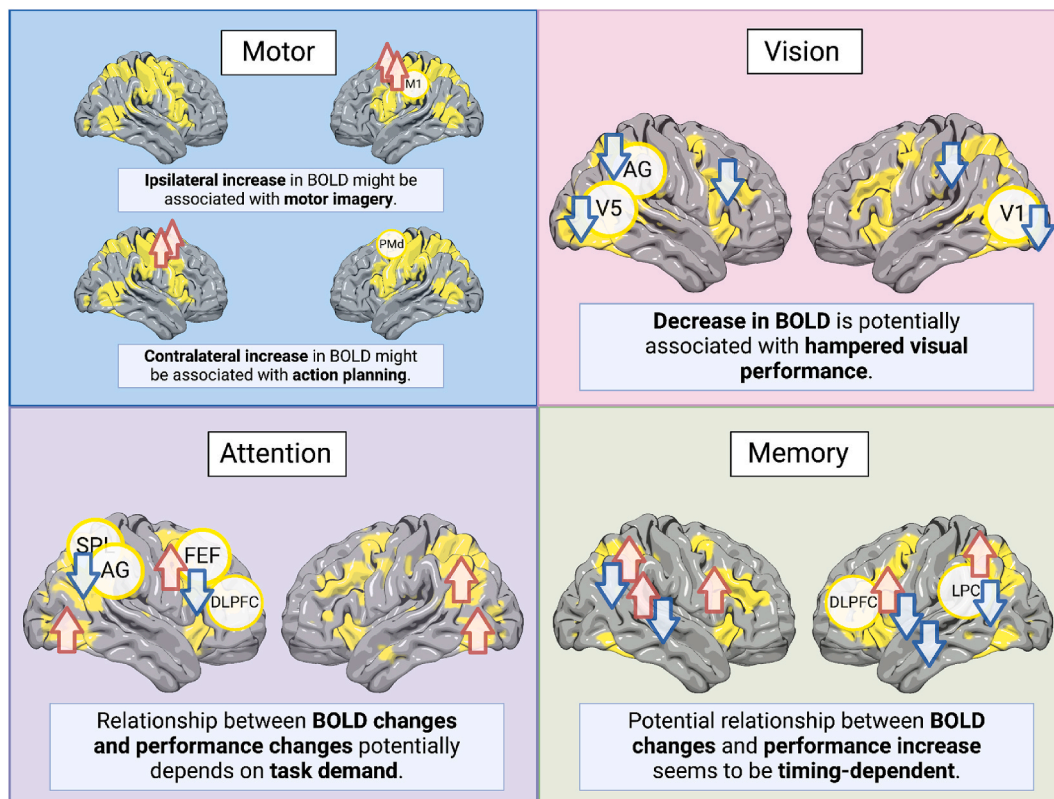 Motor
M1
Ipsilateral increase in BOLD might be
associated with motor imagery.
PMd
Contralateral increase in BOLD might
be associated with action planning.
Vision
AG
V5
V1
Decrease in BOLD is potentially
associated with hampered visual
performance.
Attention
SPL
AG
FEF
DLPFC
Relationship between BOLD changes
and performance changes potentially
depends on task demand.
Memory
DLPFC
LPC
Potential relationship between BOLD
changes and performance increase
seems to be timing-dependent.